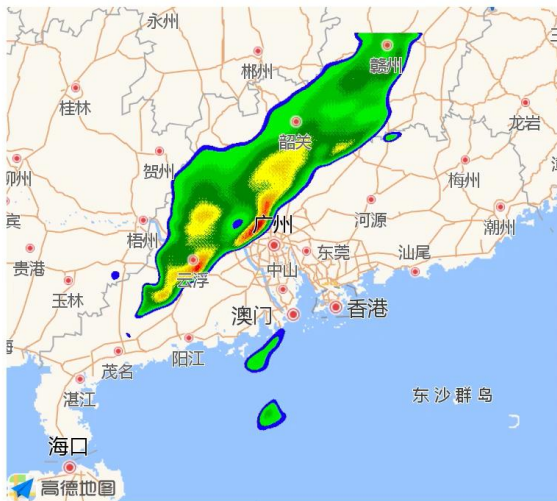 永州
郴州
赣州
桂林
韶关
龙岩
贺州
柳州
梅州
宾
梧州
广州
河源
潮州
贵港
东莞
汕尾
云浮
中山
玉林
澳门
香港
阳江
茂名
湛江
东沙群岛
海口
高德地图